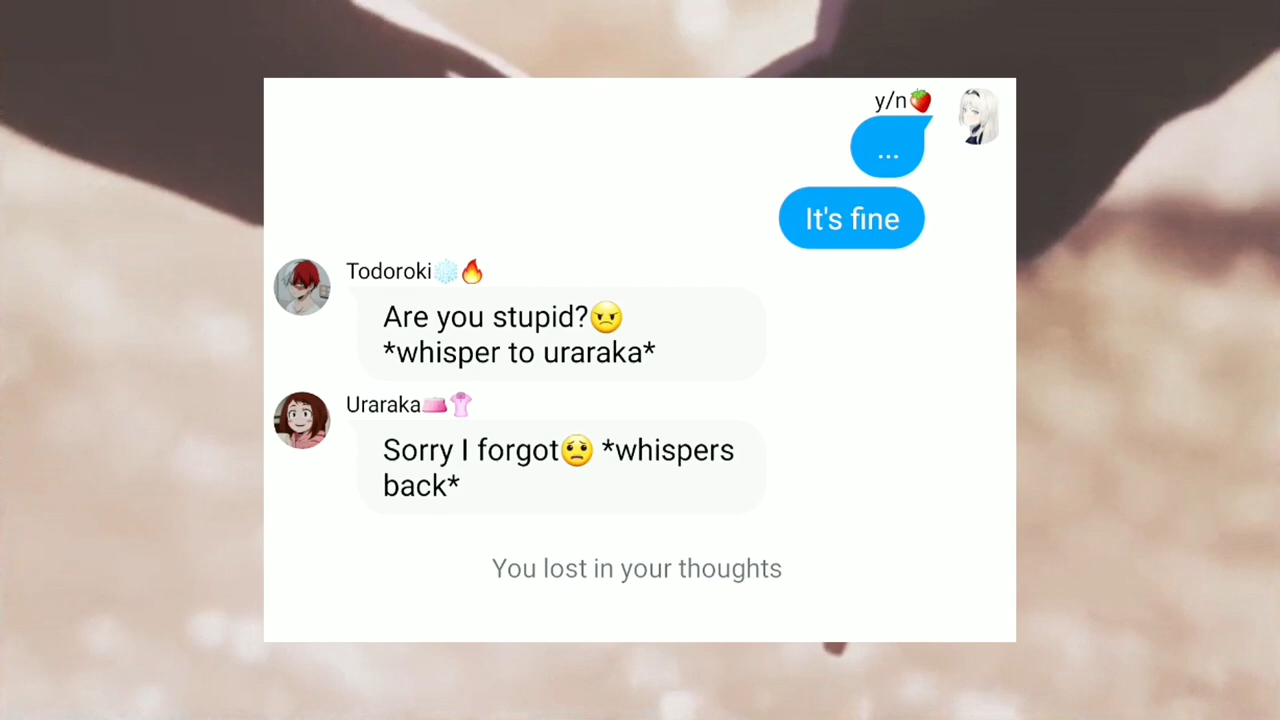 y/n🍓
...
It's fine
Todoroki❄️🔥
Are you stupid?😠
*whisper to uraraka*
Uraraka👛👚
Sorry I forgot😟 *whispers
back*
You lost in your thoughts